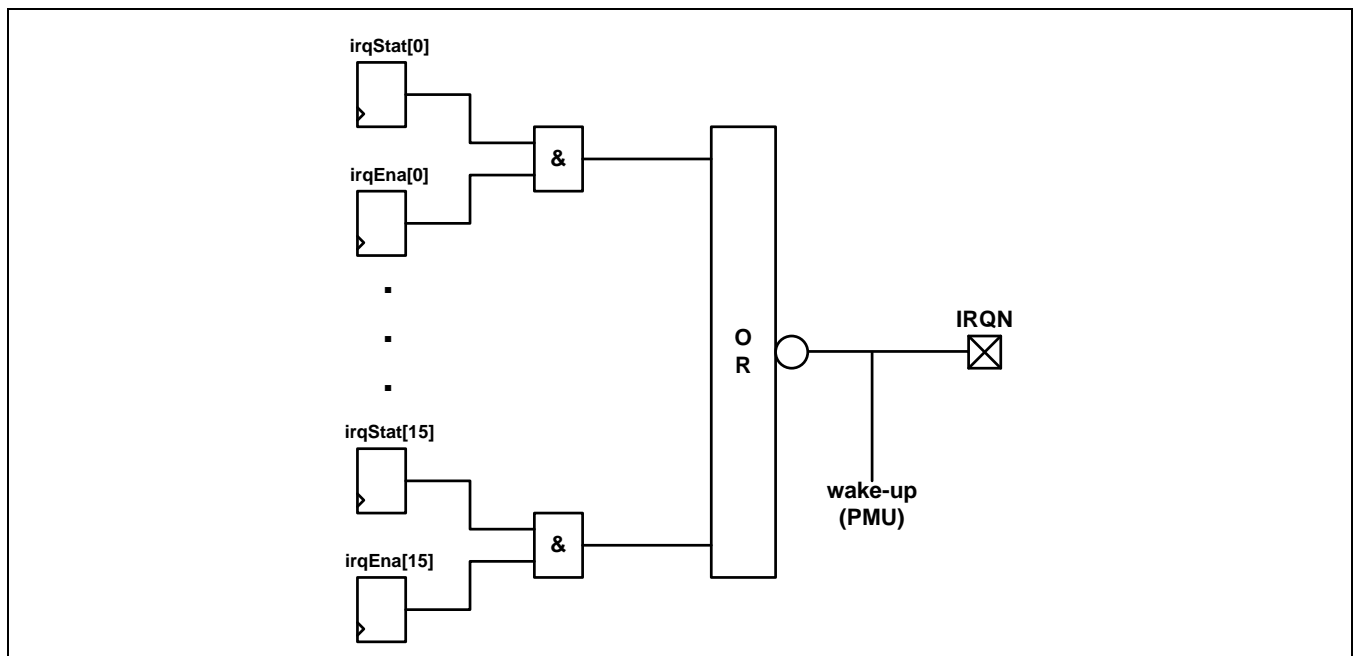 irqStat[0]
&
irqEna[0]
.
.
.
O
R
IRQN
irqStat[15]
wake-up
(PMU)
&
irqEna[15]